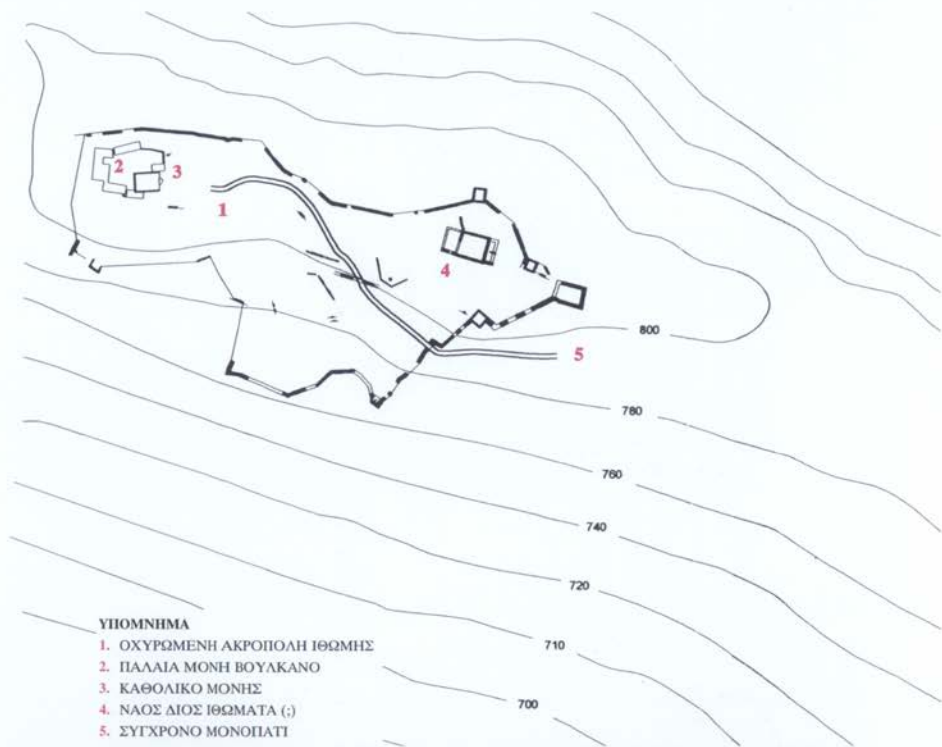 2
3
1
4
5
800
780
760
740
720
710
700
ΥΠΟΜΝΗΜΑ
1. ΟΧΥΡΩΜΕΝΗ ΑΚΡΟΠΟΛΗ ΙΘΩΜΗΣ
2. ΠΑΛΑΙΑ ΜΟΝΗ ΒΟΥΛΚΑΝΟ
3. ΚΑΘΟΛΙΚΟ ΜΟΝΗΣ
4. ΝΑΟΣ ΔΙΟΣ ΙΘΩΜΑΤΑ (;)
5. ΣΥΓΧΡΟΝΟ ΜΟΝΟΠΑΤΙ